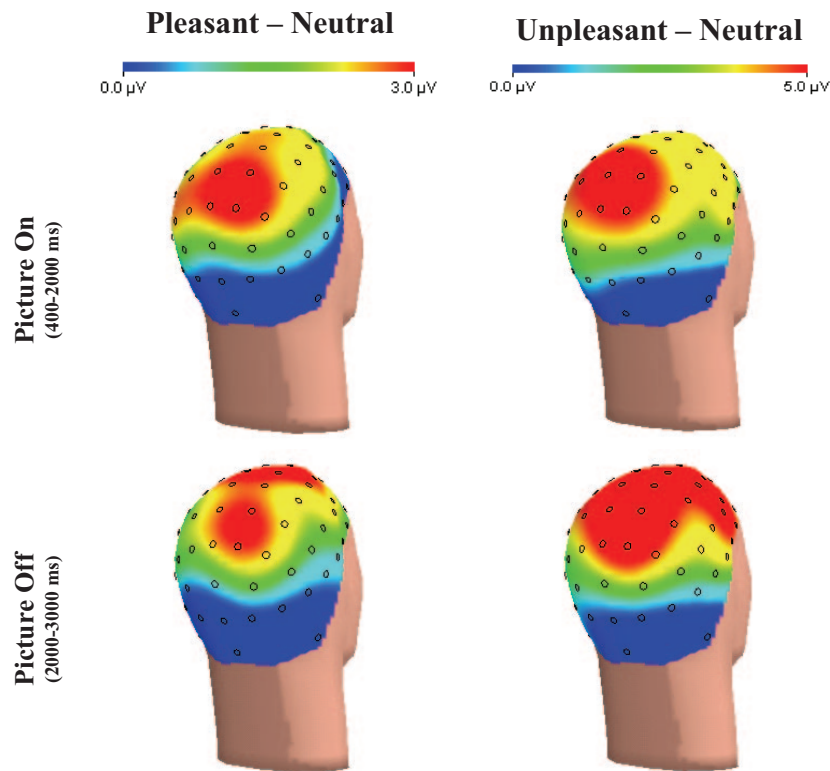 Pleasant – Neutral
Unpleasant – Neutral
0.0 µV
3.0 µV
0.0 µV
5.0 µV
Picture On
(400-2000 ms)
Picture Off
(2000-3000 ms)